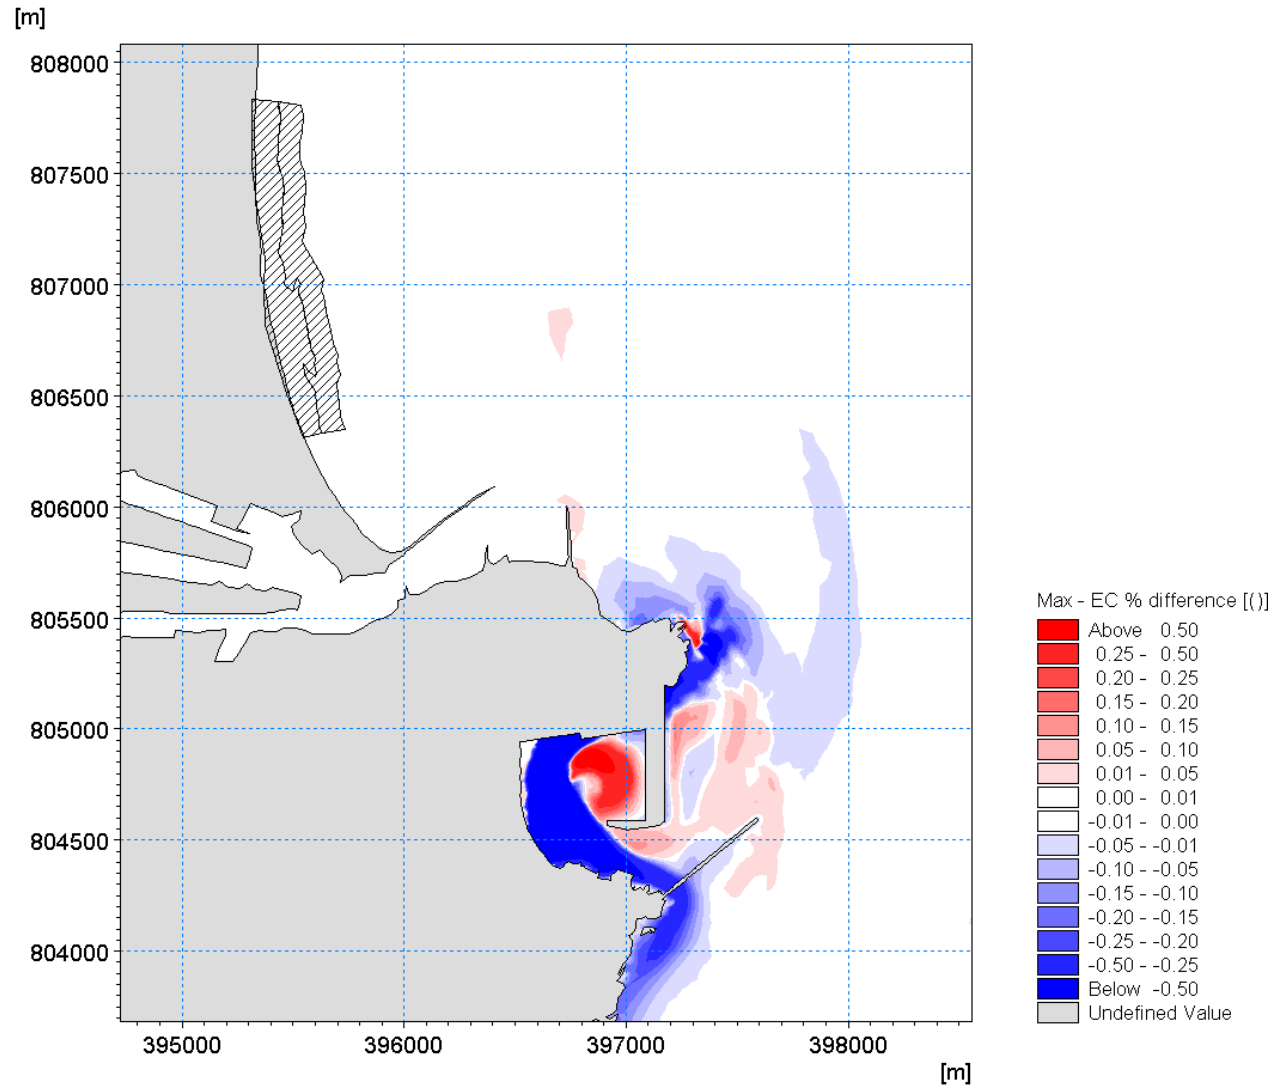 [m]
808000
807500
807000
806500
806000
805500
805000
804500
804000
395000 396000 397000 398000
[m]
Max - EC % difference [()]
Above 0.50
0.25 - 0.50
0.20 - 0.25
0.15 - 0.20
0.10 - 0.15
0.05 - 0.10
0.01 - 0.05
0.00 - 0.01
-0.01 - 0.00
-0.05 - -0.01
-0.10 - -0.05
-0.15 - -0.10
-0.20 - -0.15
-0.25 - -0.20
-0.50 - -0.25
Below -0.50
Undefined Value